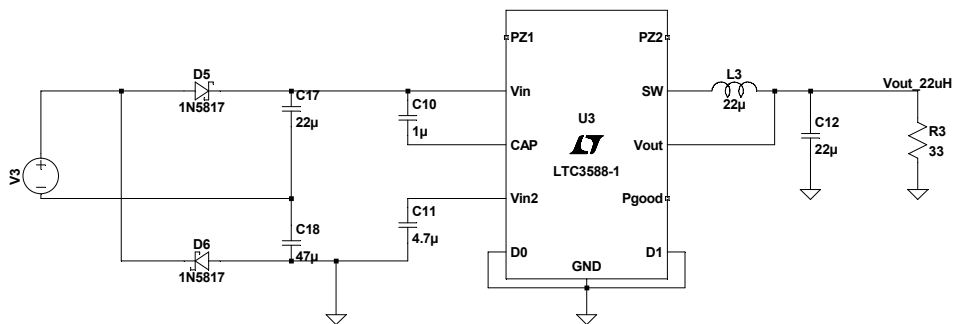 PZ1
PZ2
D5
1N5817
C17
22µ
C10
1µ
Vin
SW
L3
22µ
Vout_22uH
U3
CAP
LTC3588-1
Vout
C12
22µ
R3
33
V3
Vin2
Pgood
C11
4.7µ
C18
47µ
D6
1N5817
D0
D1
GND